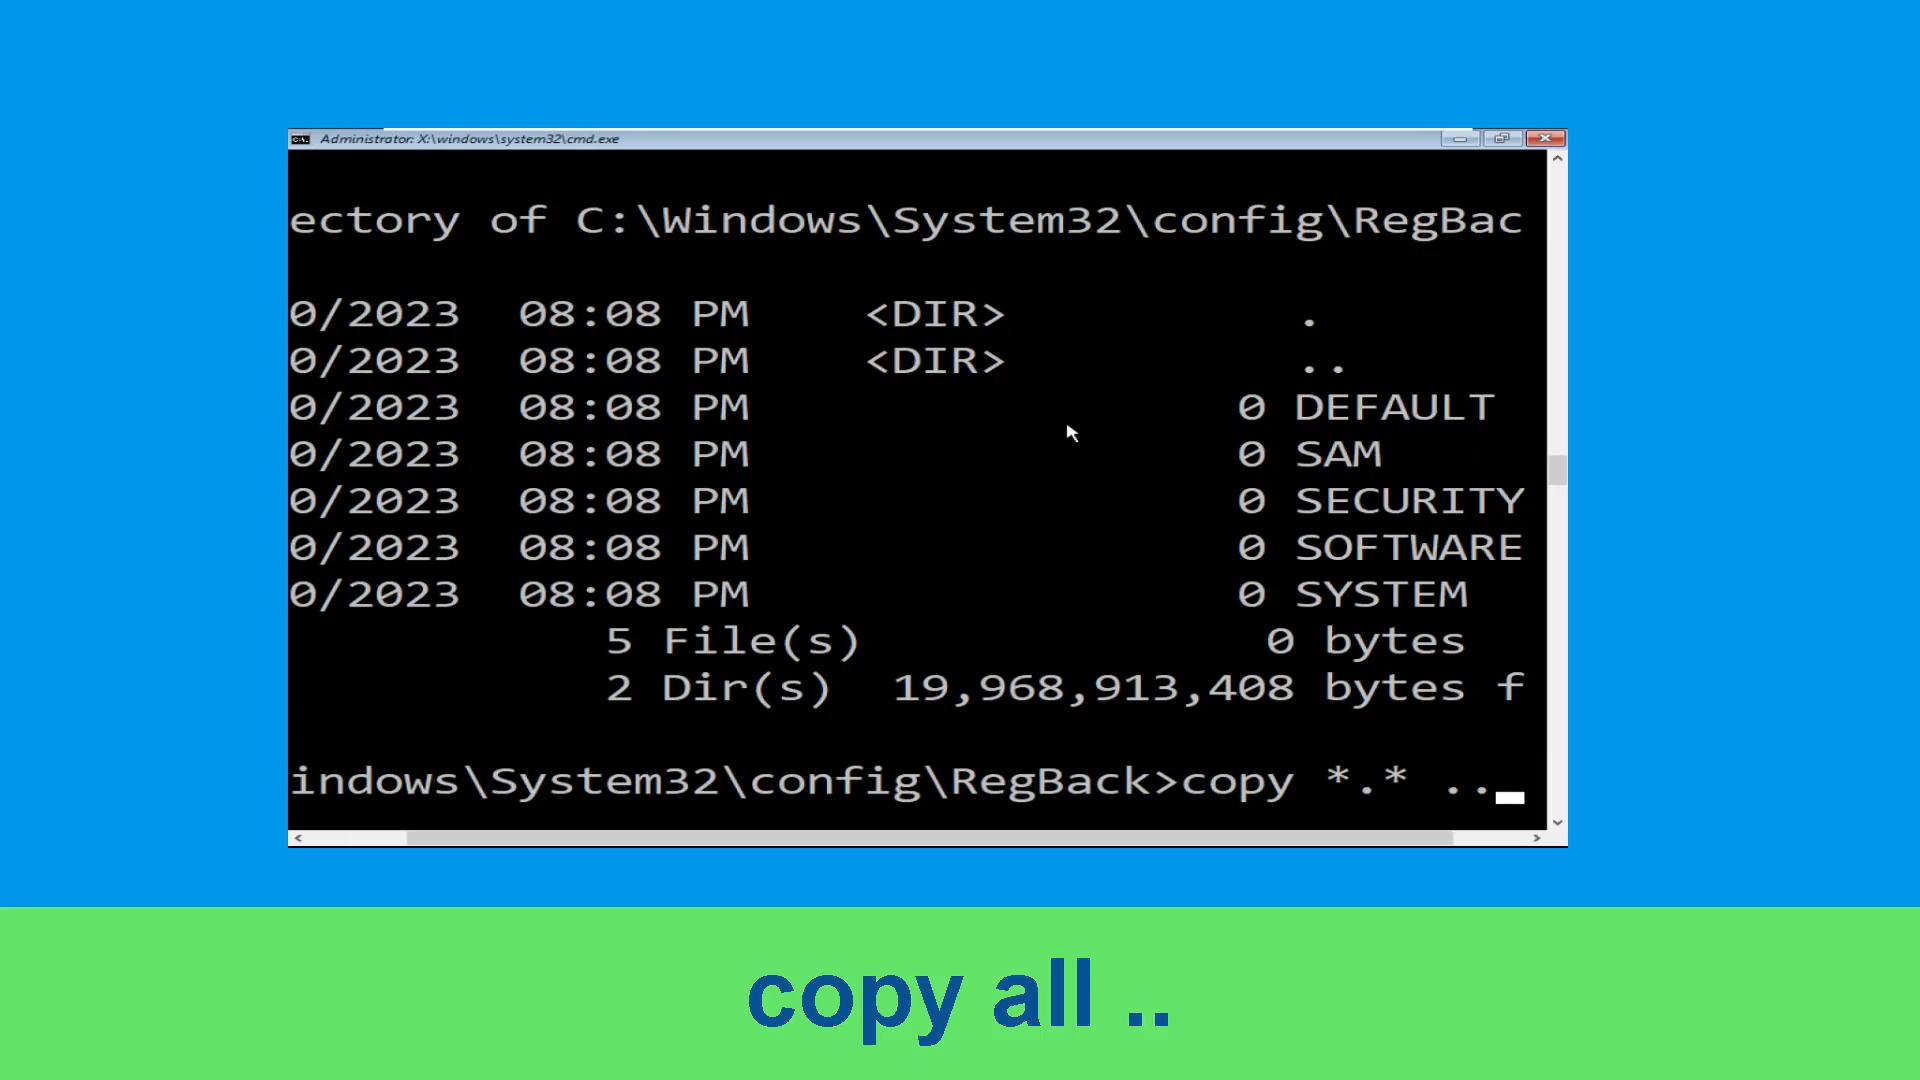 Administrator: X:\windows\system32\cmd.exe
ectory of C:\Windows\System32\config\RegBac
0/2023  08:08 PM    <DIR>          .
0/2023  08:08 PM    <DIR>          ..
0/2023  08:08 PM                 0 DEFAULT
0/2023  08:08 PM                 0 SAM
0/2023  08:08 PM                 0 SECURITY
0/2023  08:08 PM                 0 SOFTWARE
0/2023  08:08 PM                 0 SYSTEM
5 File(s)              0 bytes
2 Dir(s)  19,968,913,408 bytes f
indows\System32\config\RegBack>copy *.* ..
copy all ..